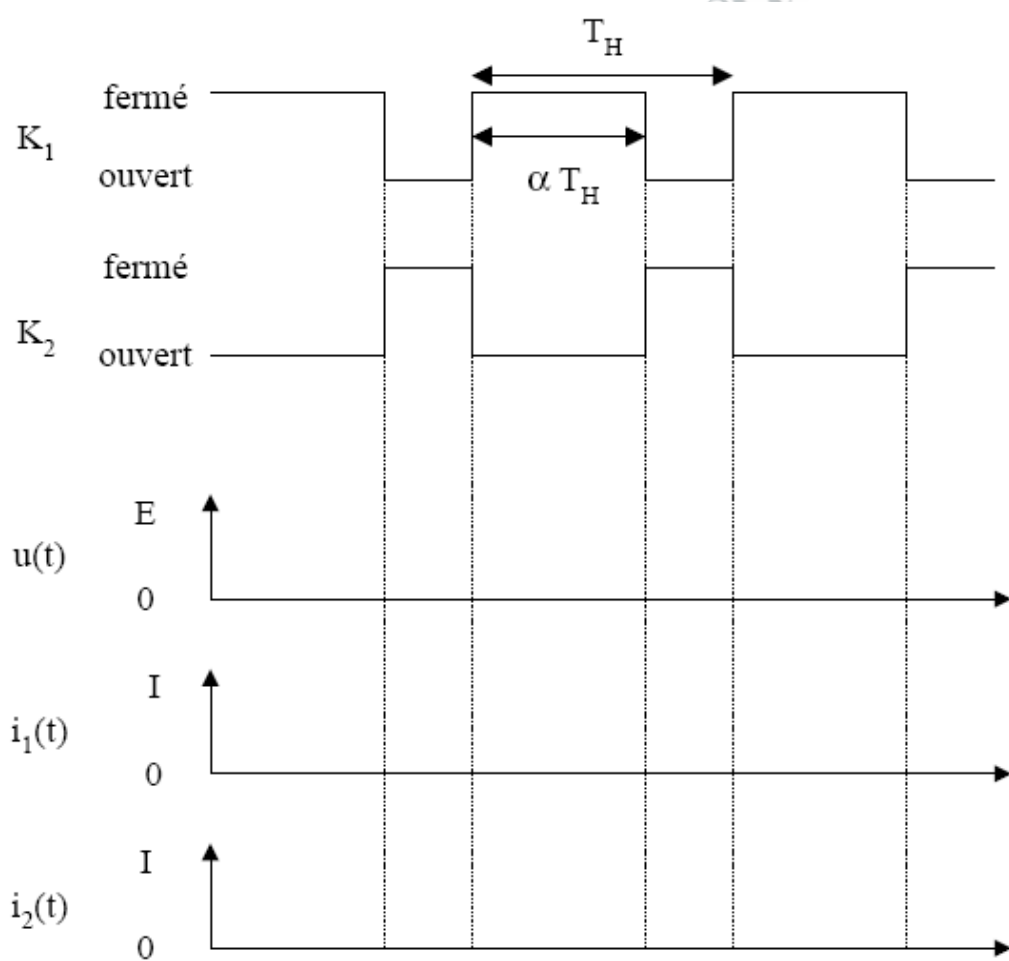 T_H
fermé
K_1
ouvert
α T_H
fermé
K_2
ouvert
E
u(t)
0
I
i_1(t)
0
I
i_2(t)
0